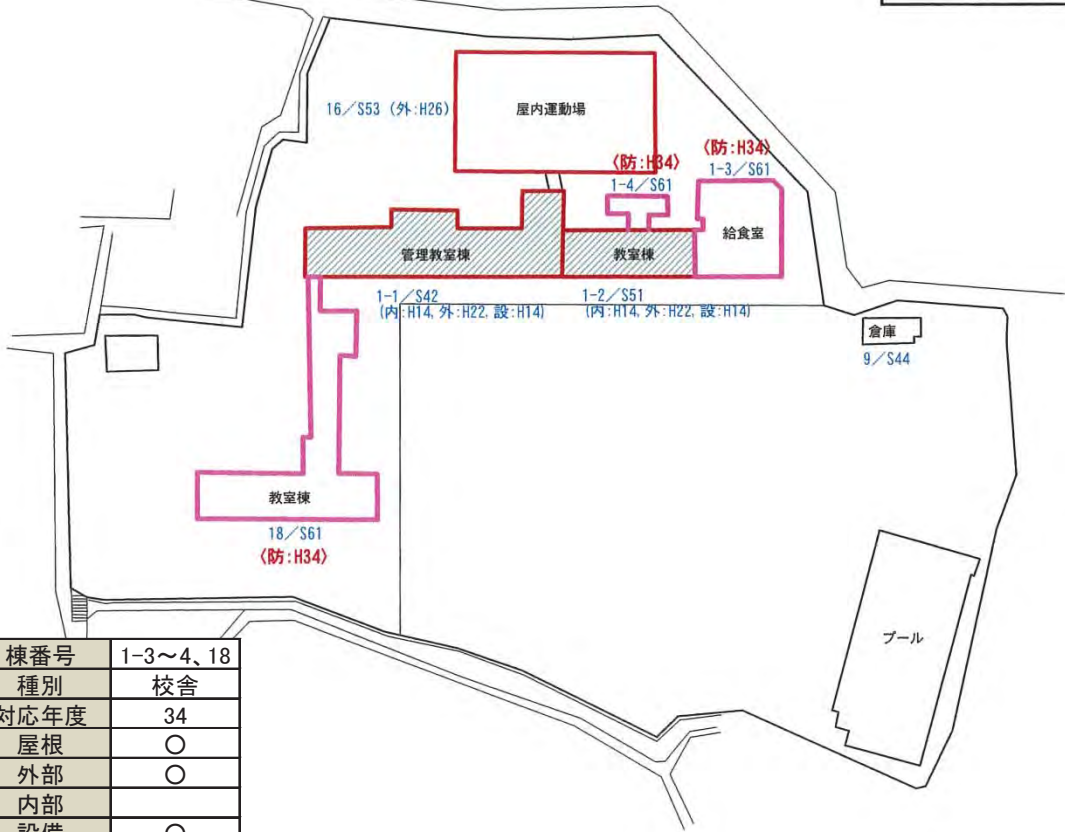 16/S53 (外:H26)
屋内運動場
〈防:H34〉
1-4/S61
〈防:H34〉
1-3/S61
給食室
管理教室棟
教室棟
1-1/S42
(内:H14, 外:H22, 設:H14)
1-2/S51
(内:H14, 外:H22, 設:H14)
倉庫
9/S44
教室棟
18/S61
〈防:H34〉
プール
棟番号 1-3~4、18
種別 校舎
対応年度 34
屋根 ○
外部 ○
内部
設備 ○